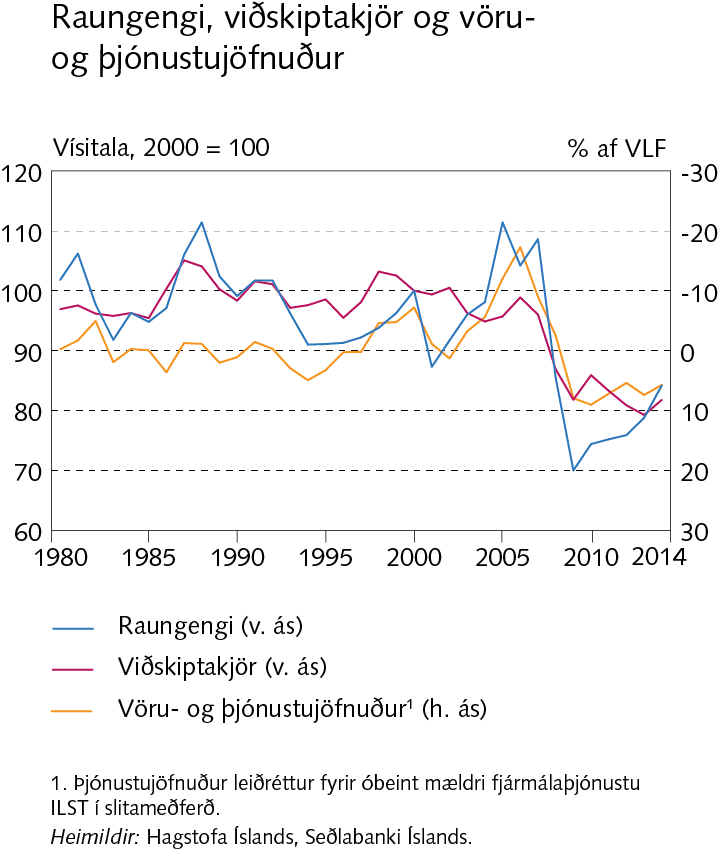 Raungengi, viðskiptakjör og vöru-
og þjónustujöfnuður
Vísitala, 2000 = 100
% af VLF
120
110
100
90
80
70
60
-30
-20
-10
0
10
20
30
1980
1985
1990
1995
2000
2005
2010
2014
Raungengi (v. ás)
Viðskiptakjör (v. ás)
Vöru- og þjónustujöfnuður¹ (h. ás)
1. Þjónustujöfnuður leiðréttur fyrir óbeint mældri fjármálaþjónustu
ILST í slitameðferð.
Heimildir: Hagstofa Íslands, Seðlabanki Íslands.